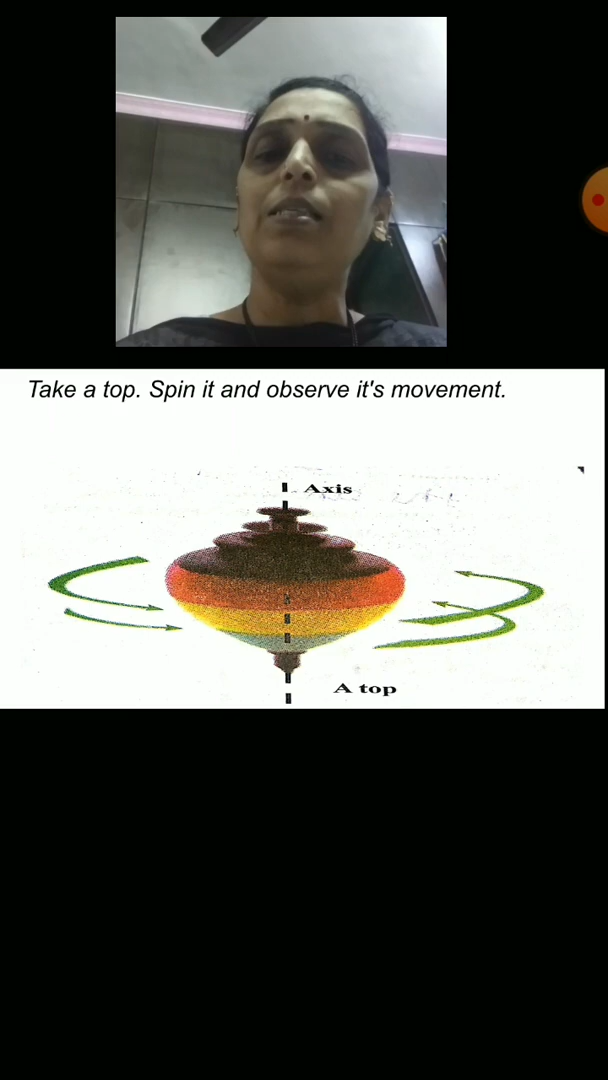 Take a top. Spin it and observe it's movement.
Axis
A top